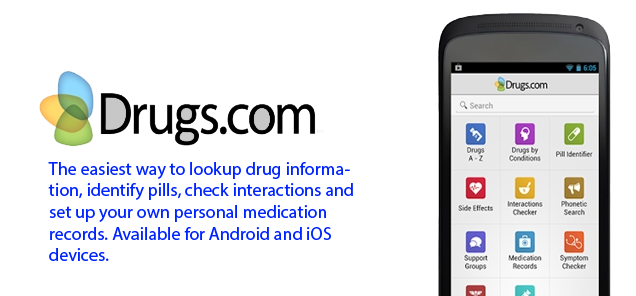 Drugs.com
The easiest way to lookup drug informa-
tion, identify pills, check interactions and
set up your own personal medication
records. Available for Android and iOS
devices.
6:05
Drugs.com
Search
Drugs
A - Z
Drugs by
Conditions
Pill Identifier
Side Effects
Interactions
Checker
Phonetic
Search
Support
Groups
Medication
Records
Symptom
Checker